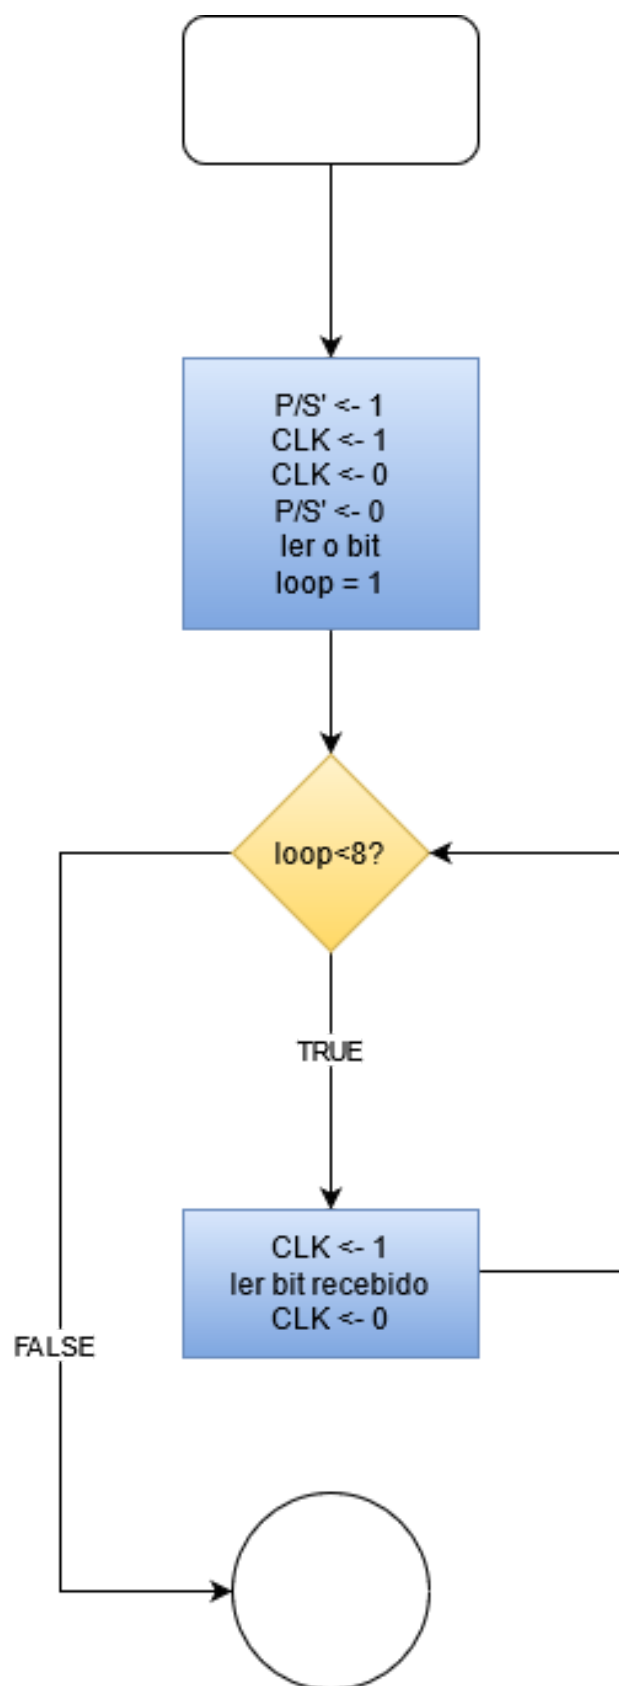 P/S' <- 1
CLK <- 1
CLK <- 0
P/S' <- 0
ler o bit
loop = 1
loop<8?
TRUE
CLK <- 1
ler bit recebido
CLK <- 0
FALSE